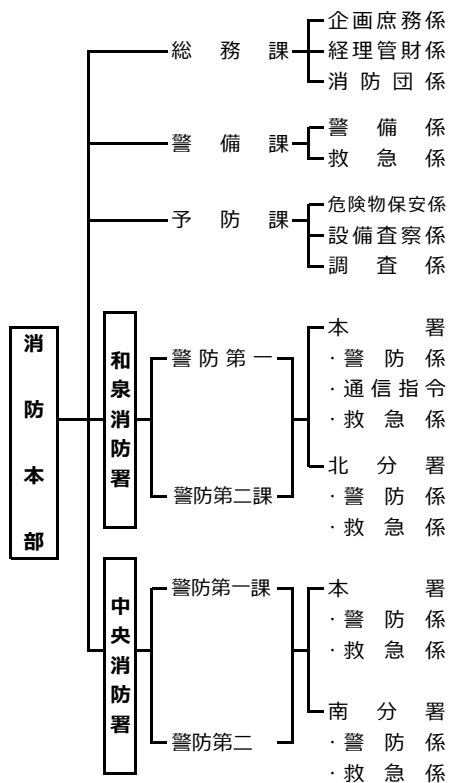 企画庶務係
総務課
経理管財係
消防団係
警備係
警備課
救急係
危険物保安係
予防課
設備査察係
調査係
消防本部
和泉消防署
警防第一
警防第二課
本署
・警防係
・通信指令
・救急係
北分署
・警防係
・救急係
中央消防署
警防第一課
警防第二
本署
・警防係
・救急係
南分署
・警防係
・救急係